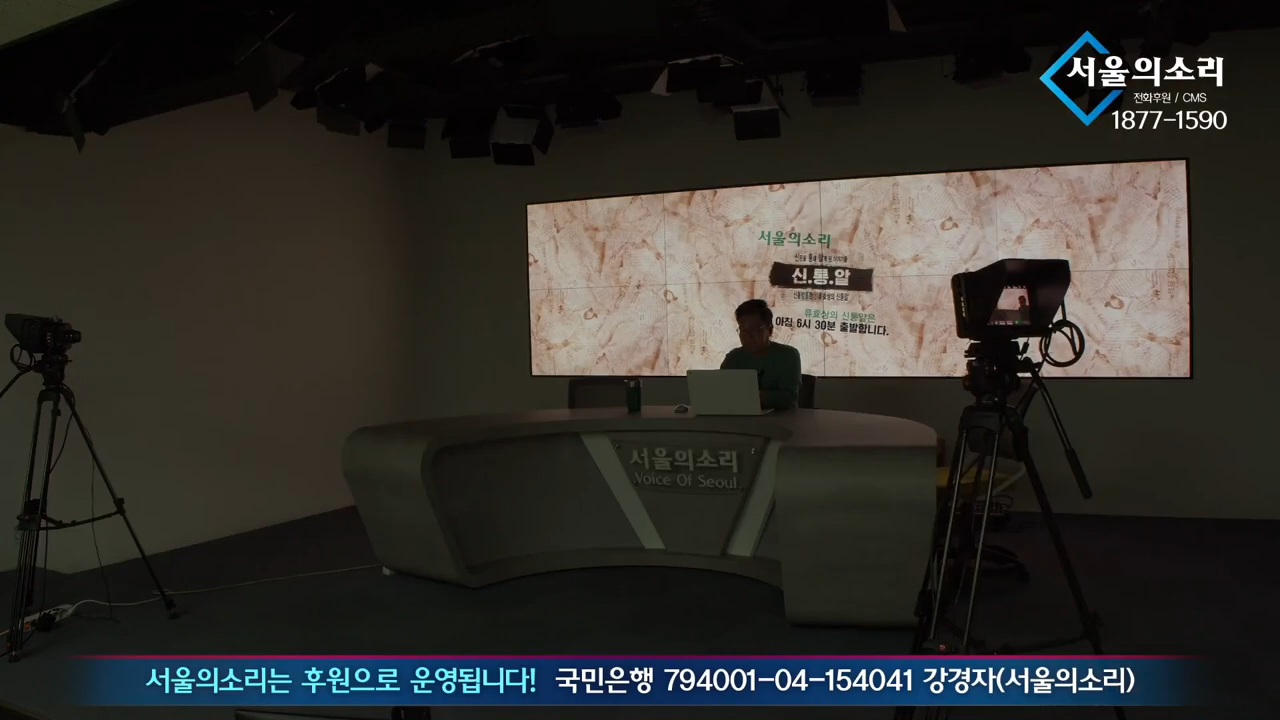 서울의소리
전화후원 / CMS
1877-1590
서울의소리
신.통.알
류효상의 신통알은
아침 6시 30분 출발합니다.
서울의소리
Voice Of Seoul
서울의소리는 후원으로 운영됩니다! 국민은행 794001-04-154041 강경자(서울의소리)